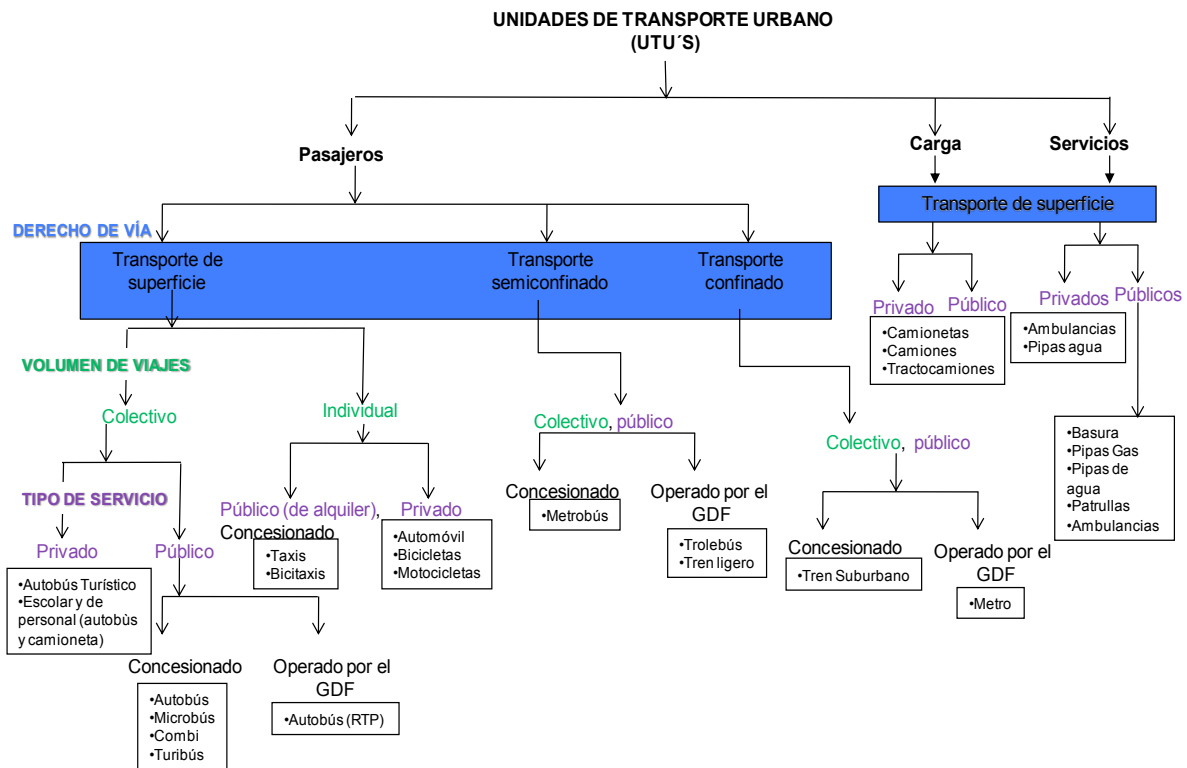 UNIDADES DE TRANSPORTE URBANO
(UTU´S)
Pasajeros
Carga
Servicios
Transporte de superficie
DERECHO DE VÍA
Transporte de
superficie
Transporte
semiconfinado
Transporte
confinado
Privado
Público
•Camionetas
•Camiones
•Tractocamiones
Privados
Públicos
•Ambulancias
•Pipas agua
•Basura
•Pipas Gas
•Pipas de
agua
•Patrullas
•Ambulancias
VOLUMEN DE VIAJES
Colectivo
Individual
Colectivo, público
Colectivo, público
TIPO DE SERVICIO
Privado
Público
•Autobús Turístico
•Escolar y de
personal (autobùs
y camioneta)
Público (de alquiler),
Concesionado
•Taxis
•Bicitaxis
Privado
•Automóvil
•Bicicletas
•Motocicletas
Concesionado
•Metrobús
Operado por el
GDF
•Trolebús
•Tren ligero
Concesionado
•Tren Suburbano
Operado por el
GDF
•Metro
Concesionado
•Autobús
•Microbús
•Combi
•Turibús
Operado por el
GDF
•Autobús (RTP)